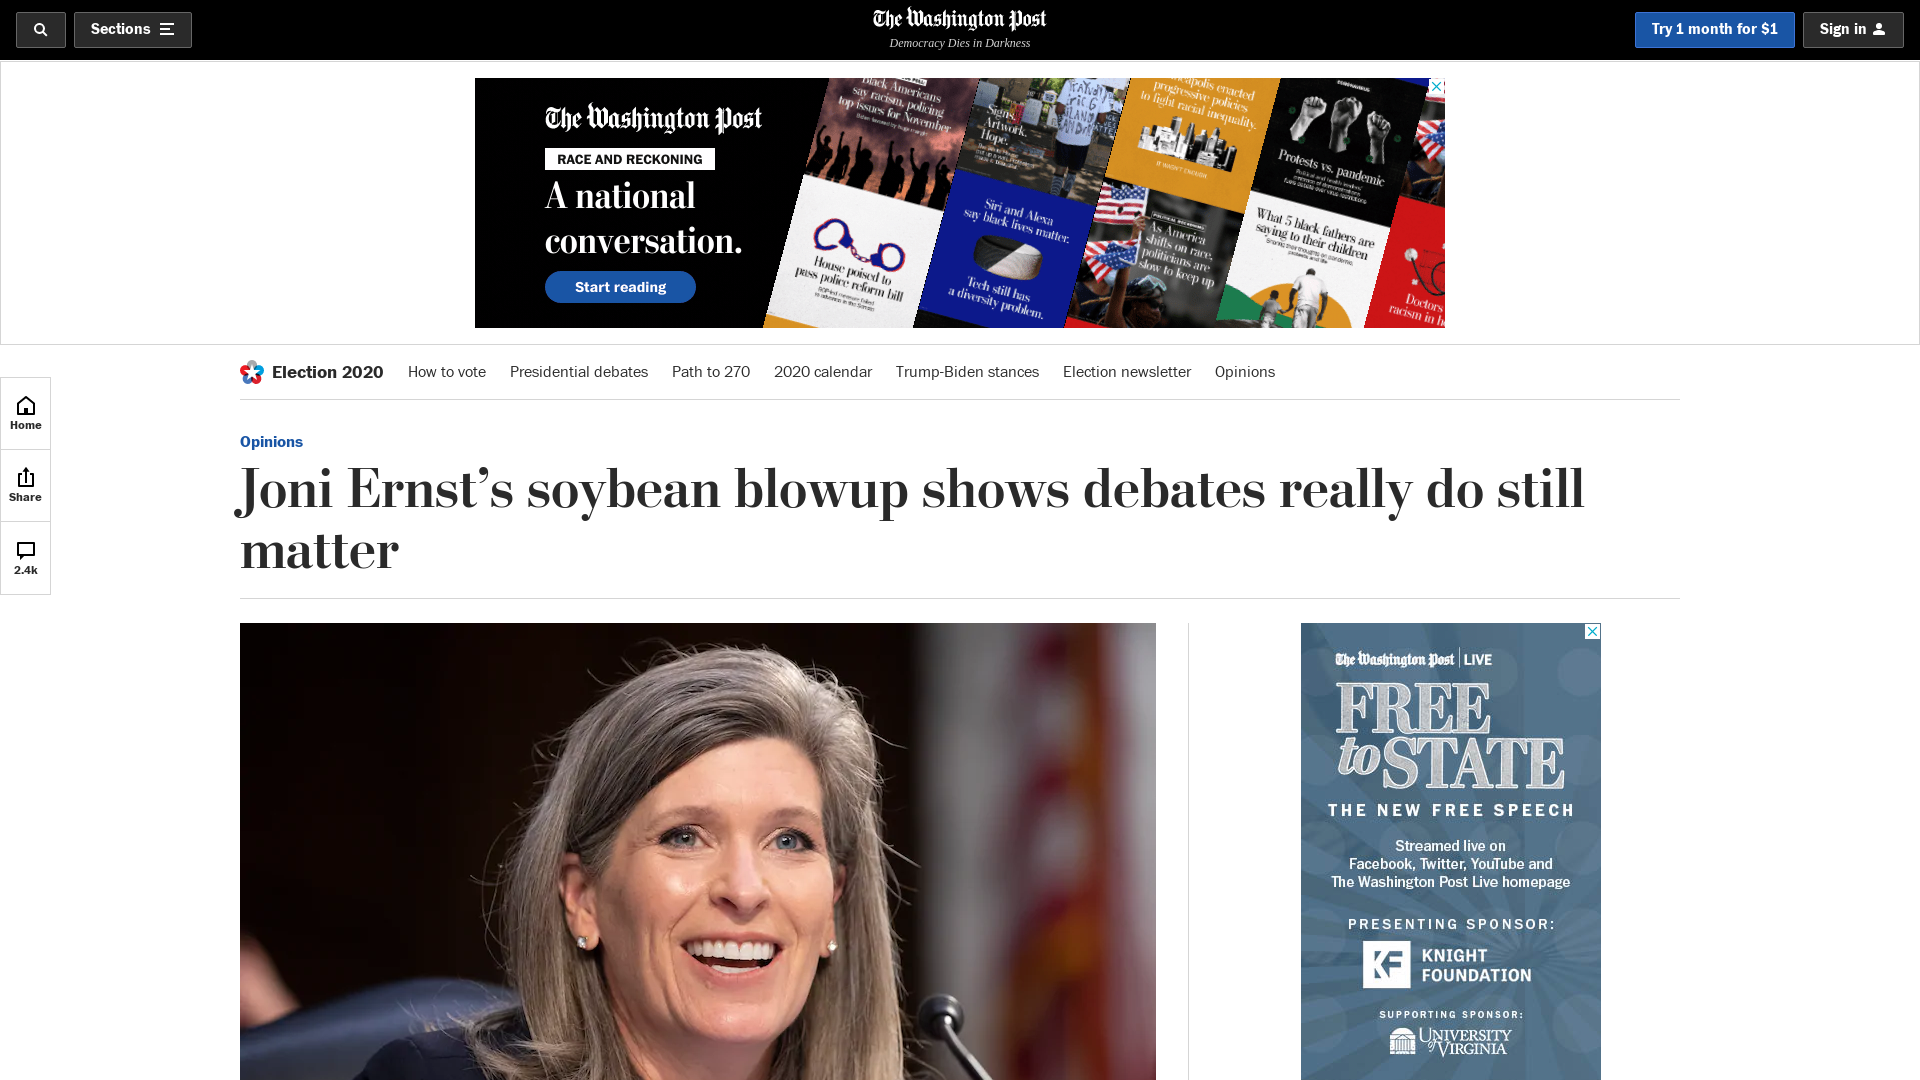 Sections
The Washington Post
Democracy Dies in Darkness
Try 1 month for $1
Sign in
The Washington Post
RACE AND RECKONING
A national
conversation.
Start reading
Black Americans
say racism, policing
top issues for November
Signs.
Artwork.
Hope.
progressive policies
to fight racial inequality.
IT WASN'T ENOUGH.
CORONAVIRUS
Protests vs. pandemic
House poised to
pass police reform bill
Siri and Alexa
say black lives matter.
Tech still has
a diversity problem.
As America
shifts on race,
politicians are
slow to keep up
What 5 black fathers are
saying to their children
Doctors
racism in
Election 2020
How to vote
Presidential debates
Path to 270
2020 calendar
Trump-Biden stances
Election newsletter
Opinions
Home
Share
2.4k
Opinions
Joni Ernst’s soybean blowup shows debates really do still
matter
The Washington Post LIVE
FREE
to STATE
THE NEW FREE SPEECH
Streamed live on
Facebook, Twitter, YouTube and
The Washington Post Live homepage
PRESENTING SPONSOR:
KF
KNIGHT
FOUNDATION
SUPPORTING SPONSOR:
UNIVERSITY
of VIRGINIA